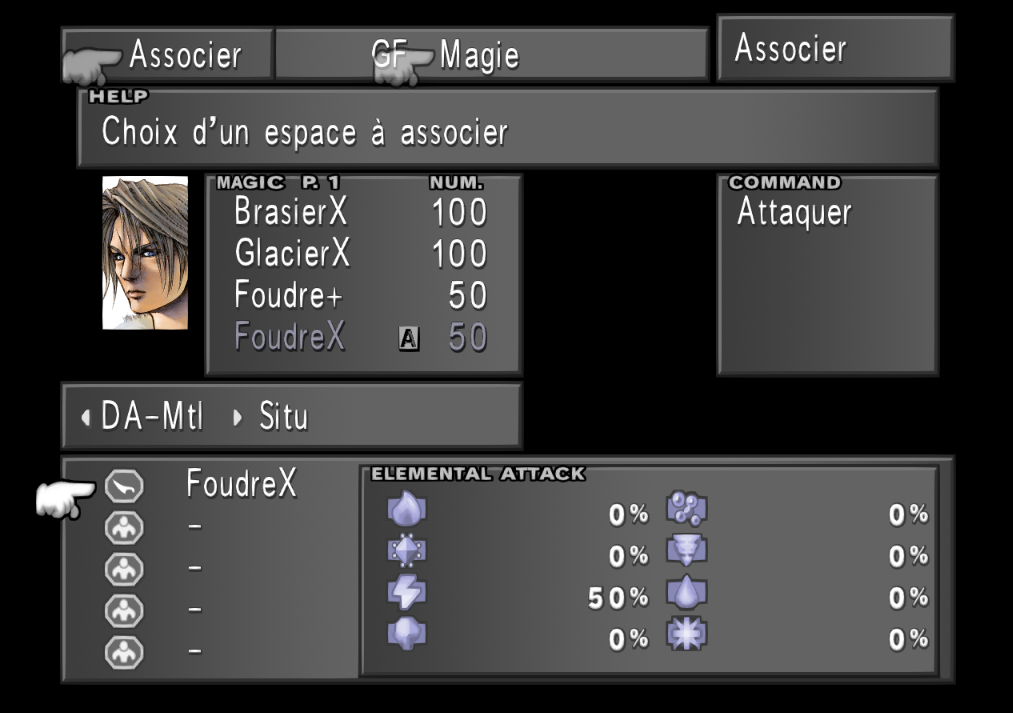 Associer
GF Magie
Associer
HELP
Choix d'un espace à associer
MAGIC P. 1 NUM.
BrasierX 100
GlacierX 100
Foudre+ 50
FoudreX A 50
COMMAND
Attaquer
DA-Mtl Situ
FoudreX
-
-
-
-
ELEMENTAL ATTACK
0% 0%
0% 0%
50% 0%
0% 0%